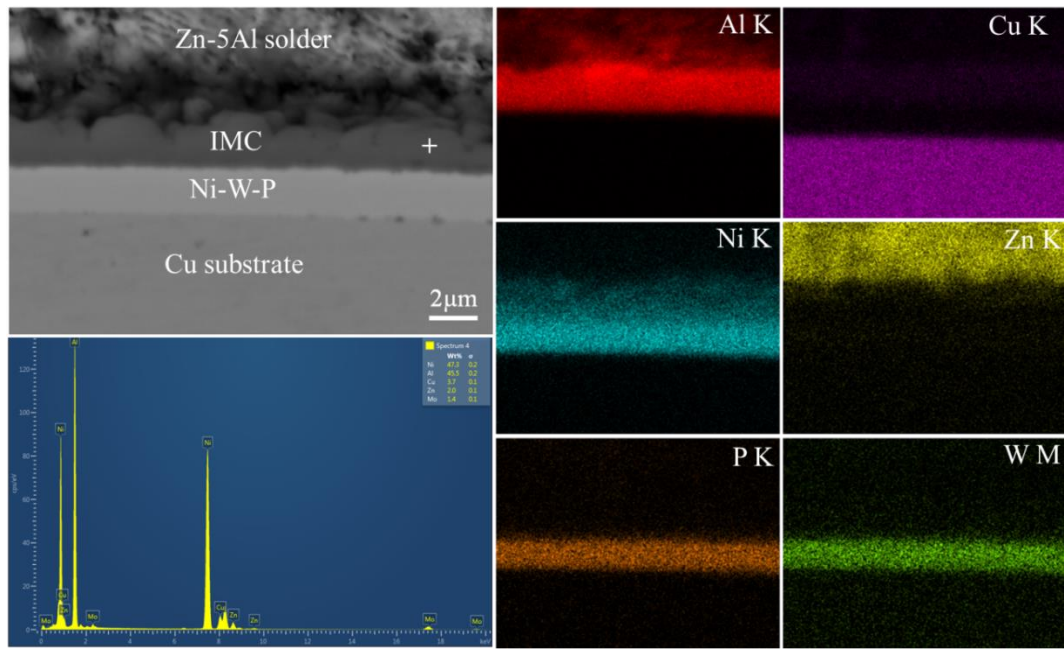 Zn-5Al solder
IMC
+
Ni-W-P
Cu substrate
2μm
Al K
Cu K
Ni K
Zn K
P K
W M
Spectrum 4
Wt% σ
Ni 47.3 0.2
Al 45.5 0.2
Cu 3.7 0.1
Zn 2.0 0.1
Mo 1.4 0.1
Al
Ni
Ni
Cu
Zn
Mo
Mo
Cu
Zn
Zn
Mo
Mo
cps/eV
120
100
80
60
40
20
0
0 2 4 6 8 10 12 14 16 18 keV